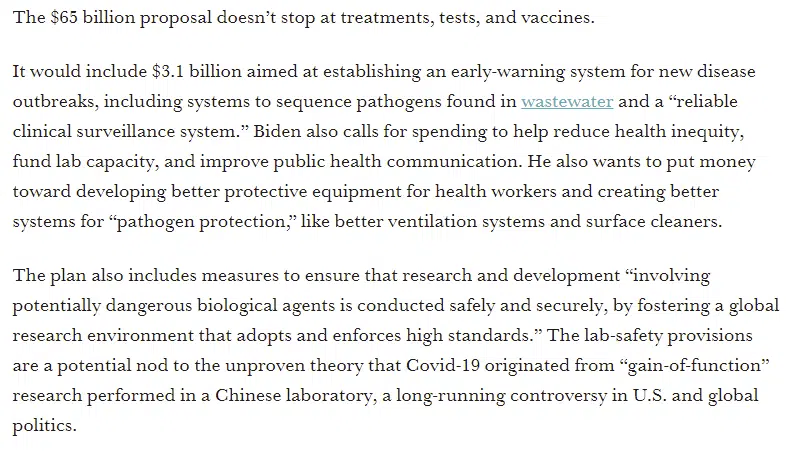 The $65 billion proposal doesn’t stop at treatments, tests, and vaccines.
It would include $3.1 billion aimed at establishing an early-warning system for new disease
outbreaks, including systems to sequence pathogens found in wastewater and a “reliable
clinical surveillance system.” Biden also calls for spending to help reduce health inequity,
fund lab capacity, and improve public health communication. He also wants to put money
toward developing better protective equipment for health workers and creating better
systems for “pathogen protection,” like better ventilation systems and surface cleaners.
The plan also includes measures to ensure that research and development “involving
potentially dangerous biological agents is conducted safely and securely, by fostering a global
research environment that adopts and enforces high standards.” The lab-safety provisions
are a potential nod to the unproven theory that Covid-19 originated from “gain-of-function”
research performed in a Chinese laboratory, a long-running controversy in U.S. and global
politics.